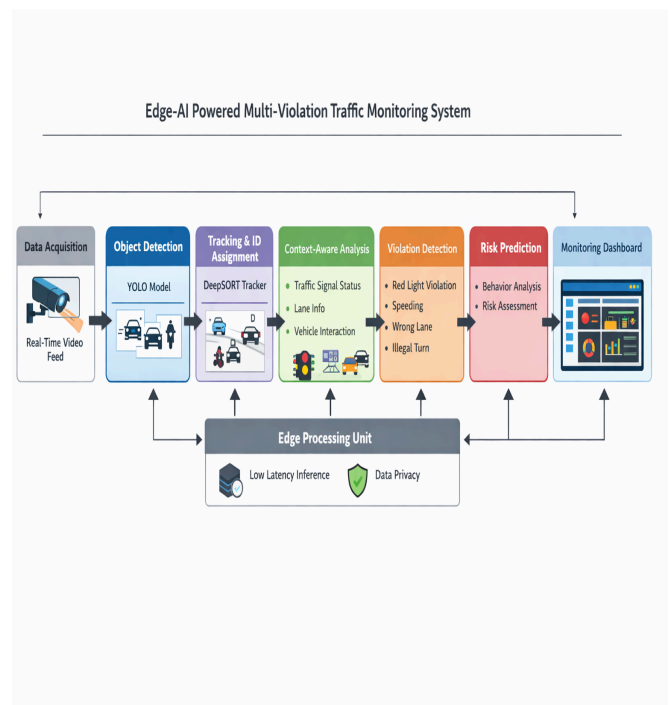 Edge-AI Powered Multi-Violation Traffic Monitoring System
Data Acquisition
Real-Time Video
Feed
Object Detection
YOLO Model
Tracking & ID
Assignment
DeepSORT Tracker
D
Context-Aware Analysis
• Traffic Signal Status
• Lane Info
• Vehicle Interaction
Violation Detection
• Red Light Violation
• Speeding
• Wrong Lane
• Illegal Turn
Risk Prediction
• Behavior Analysis
• Risk Assessment
Monitoring Dashboard
Edge Processing Unit
Low Latency Inference
Data Privacy